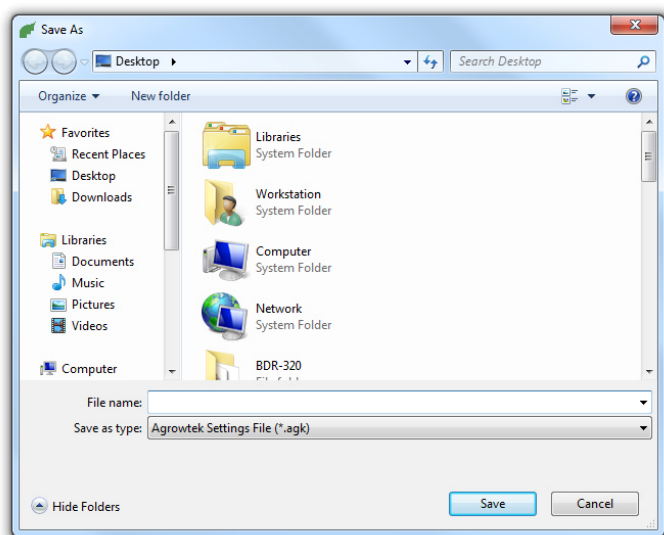 Save As
Desktop
Search Desktop
Organize
New folder
Favorites
Recent Places
Desktop
Downloads
Libraries
Documents
Music
Pictures
Videos
Computer
Libraries
System Folder
Workstation
System Folder
Computer
System Folder
Network
System Folder
BDR-320
File folder
File name:
Save as type: Agrowtek Settings File (*.agk)
Hide Folders
Save
Cancel